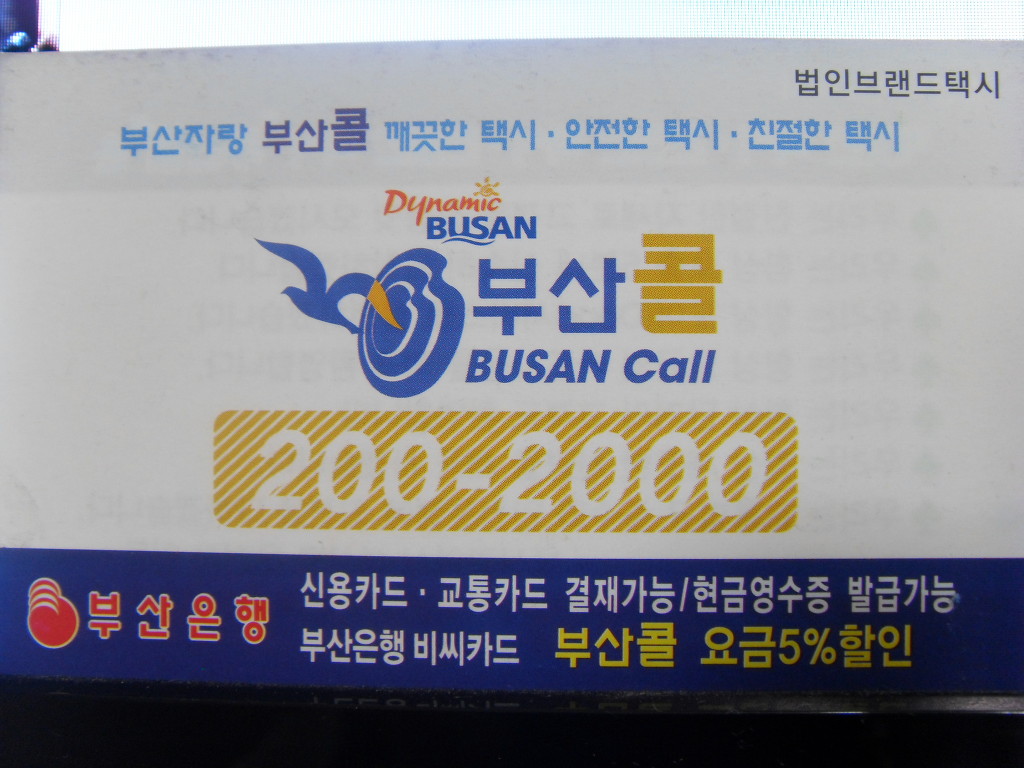 법인브랜드택시
부산자랑 부산콜 깨끗한 택시 · 안전한 택시 · 친절한 택시
Dynamic
BUSAN
부산콜
BUSAN Call
200-2000
부산은행
신용카드 · 교통카드 결재가능/현금영수증 발급가능
부산은행 비씨카드 부산콜 요금5%할인